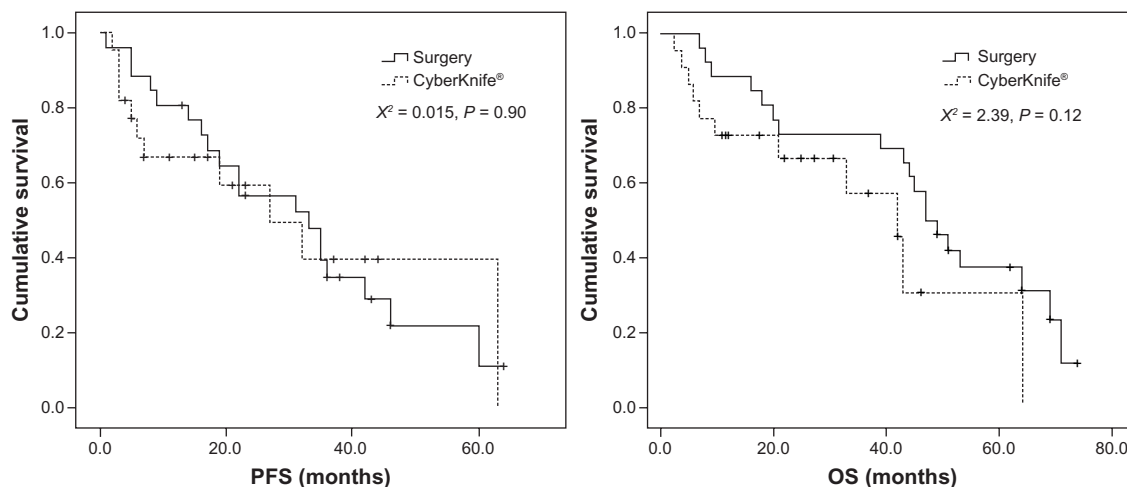 1.0
0.8
0.6
0.4
0.2
0.0
Cumulative survival
Surgery
CyberKnife®
X² = 0.015, P = 0.90
0.0 20.0 40.0 60.0
PFS (months)
1.0
0.8
0.6
0.4
0.2
0.0
Cumulative survival
Surgery
CyberKnife®
X² = 2.39, P = 0.12
0.0 20.0 40.0 60.0 80.0
OS (months)